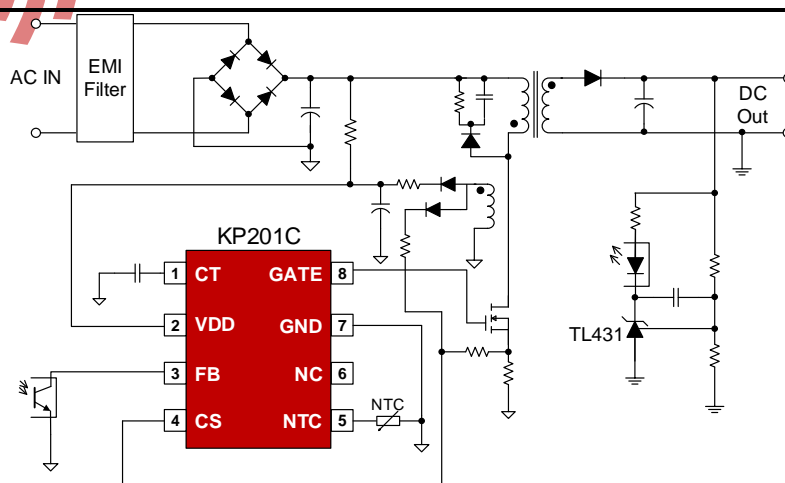 AC IN
EMI
Filter
DC
Out
KP201C
1 CT
GATE 8
2 VDD
GND 7
3 FB
NC 6
4 CS
NTC 5
NTC
TL431